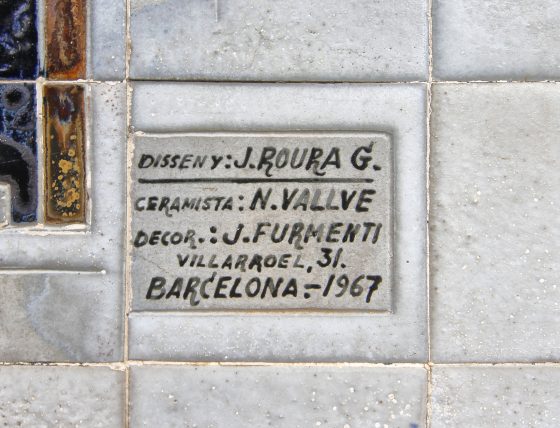 DISSENY: J. ROURA G.
CERAMISTA: N. VALLVE
DECOR.: J. FURMENTI
VILLARROEL, 31.
BARCELONA.-1967